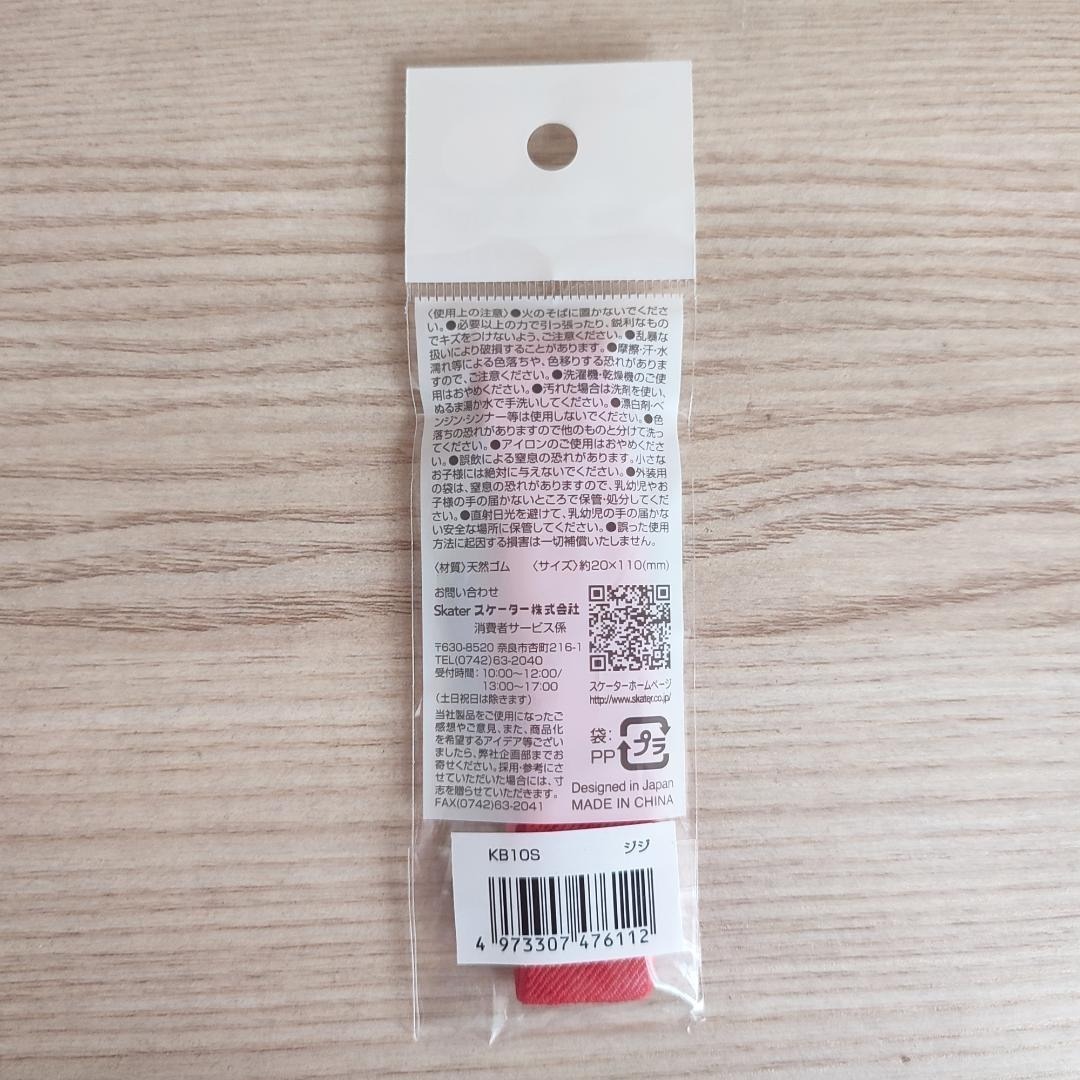 〈使用上の注意〉●火のそばに置かないでくださ
い。●必要以上の力で引っ張ったり、鋭利なもの
でキズをつけないよう、ご注意ください。●乱暴な
扱いにより破損することがあります。●摩擦・汗・水
濡れ等による色落ちや、色移りする恐れがありま
すので、ご注意ください。●洗濯機・乾燥機のご使
用はおやめください。●汚れた場合は洗剤を使い、
ぬるま湯か水で手洗いしてください。●漂白剤・ベ
ンジン・シンナー等は使用しないでください。●色
落ちの恐れがありますので他のものと分けて洗っ
てください。●アイロンのご使用はおやめくださ
い。●誤飲による窒息の恐れがあります。小さな
お子様には絶対に与えないでください。●外装用
の袋は、窒息の恐れがありますので、乳幼児やお
子様の手の届かないところで保管・処分してくだ
さい。●直射日光を避けて、乳幼児の手の届かな
い安全な場所に保管してください。●誤った使用
方法に起因する損害は一切補償いたしません。
〈材質〉天然ゴム 〈サイズ〉約20×110(mm)
お問い合わせ
Skater スケーター株式会社
消費者サービス係
〒630-8520 奈良市杏町216-1
TEL(0742)63-2040
受付時間：10:00〜12:00/
13:00〜17:00
(土日祝日は除きます)
スケーターホームページ
http://www.skater.co.jp/
当社製品をご使用になったご
感想やご意見、また、商品化
を希望するアイデア等ござい
ましたら、弊社企画部までお
寄せください。採用・参考にさ
せていただいた場合には、寸
志を贈らせていただきます。
FAX(0742)63-2041
袋:
PP
プラ
Designed in Japan
MADE IN CHINA
KB10S ジジ
4 973307 476112